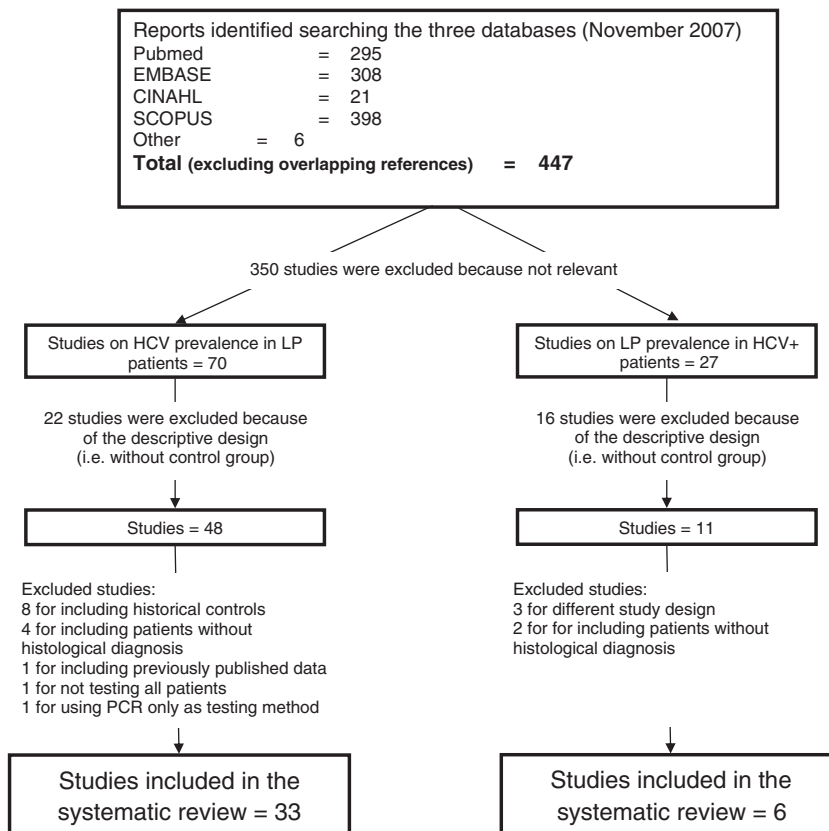 Reports identified searching the three databases (November 2007)
Pubmed = 295
EMBASE = 308
CINAHL = 21
SCOPUS = 398
Other = 6
Total (excluding overlapping references) = 447
350 studies were excluded because not relevant
Studies on HCV prevalence in LP
patients = 70
22 studies were excluded because
of the descriptive design
(i.e. without control group)
Studies = 48
Excluded studies:
8 for including historical controls
4 for including patients without
histological diagnosis
1 for including previously published data
1 for not testing all patients
1 for using PCR only as testing method
Studies included in the
systematic review = 33
Studies on LP prevalence in HCV+
patients = 27
16 studies were excluded because
of the descriptive design
(i.e. without control group)
Studies = 11
Excluded studies:
3 for different study design
2 for for including patients without
histological diagnosis
Studies included in the
systematic review = 6